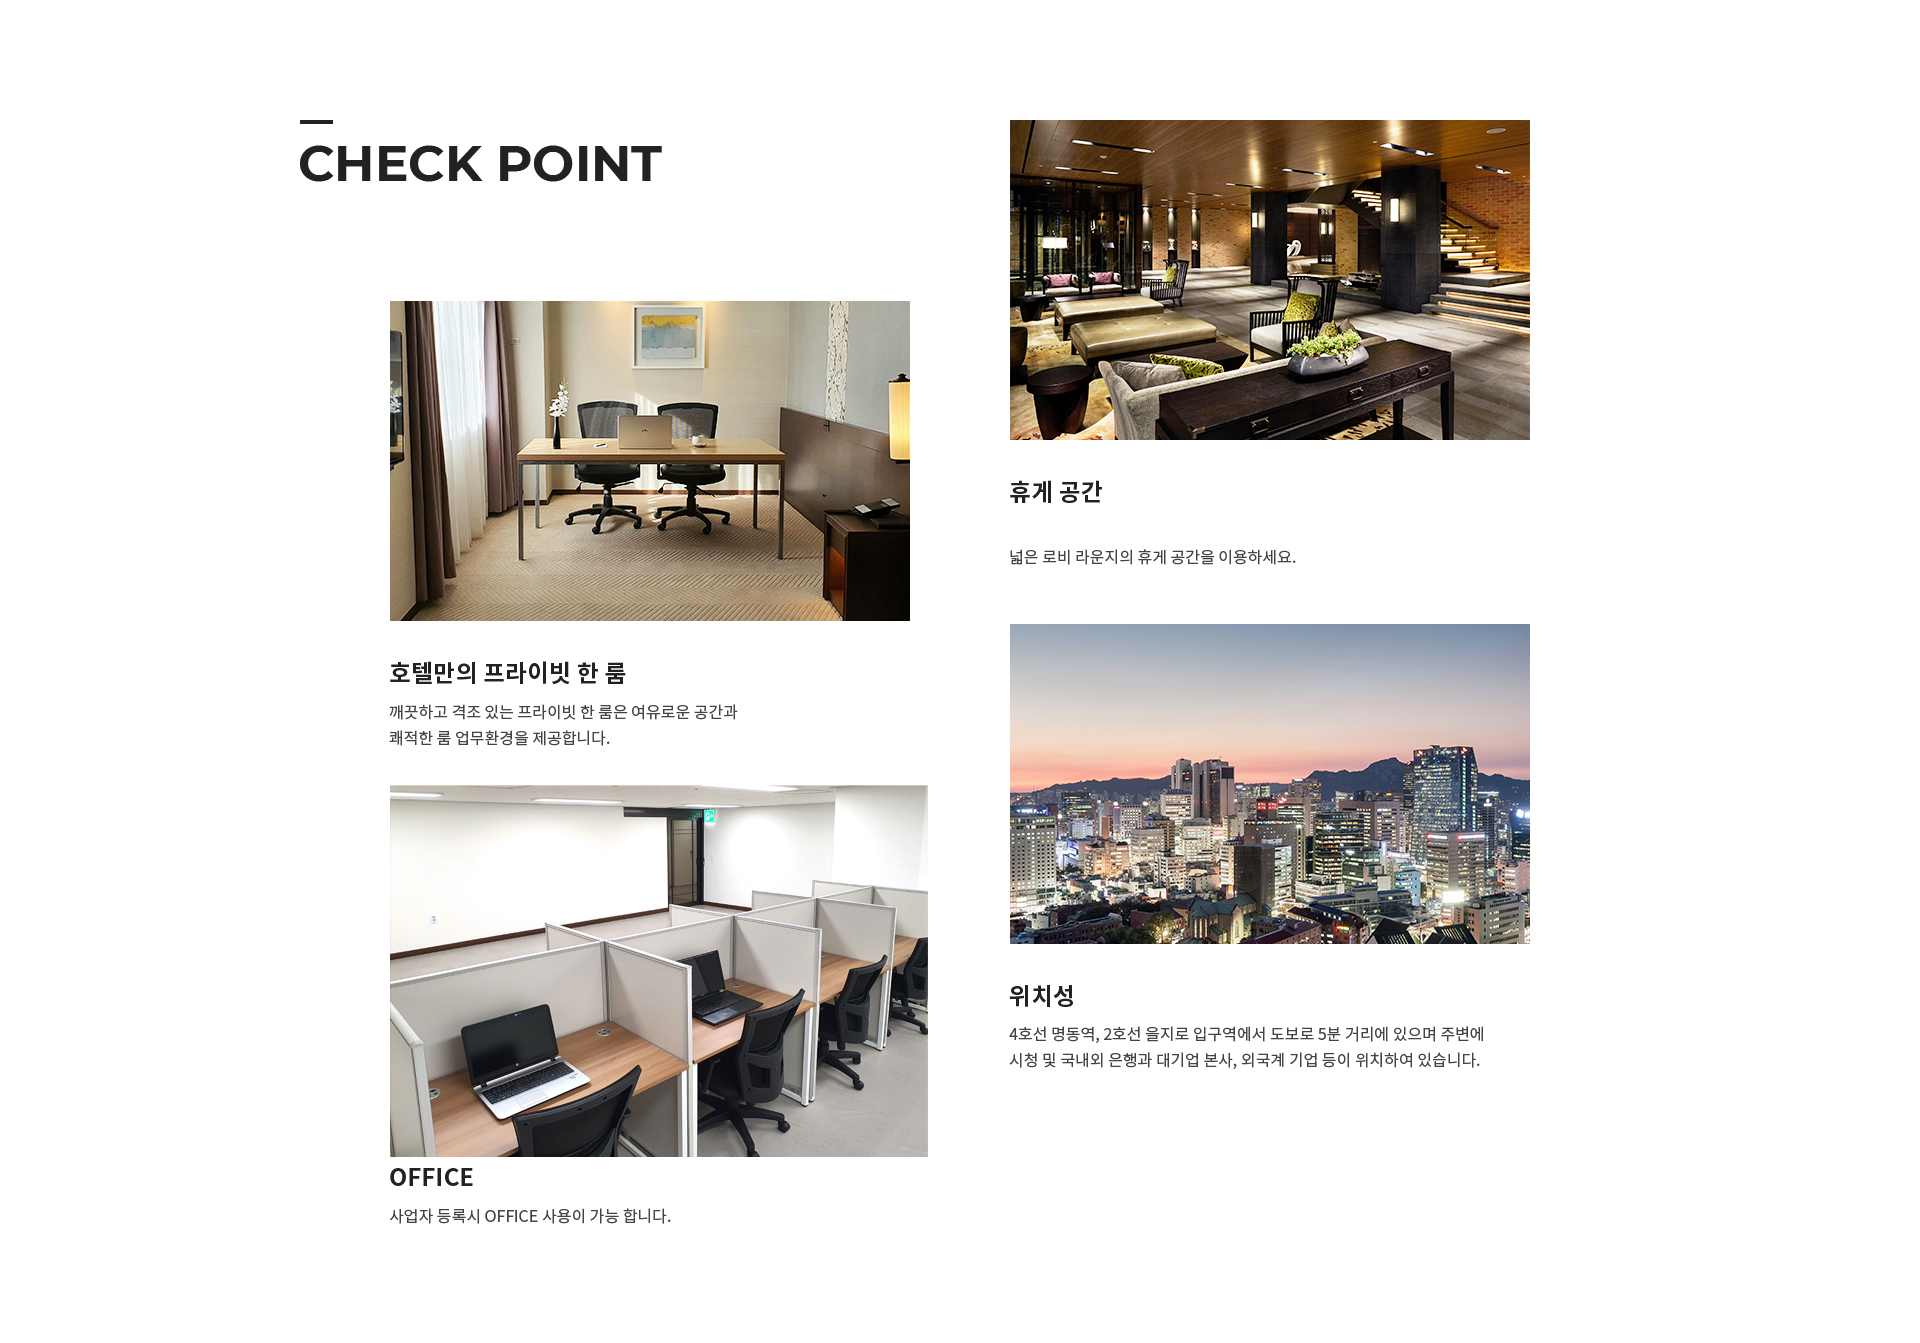 CHECK POINT
호텔만의 프라이빗 한 룸
깨끗하고 격조 있는 프라이빗 한 룸은 여유로운 공간과
쾌적한 룸 업무환경을 제공합니다.
OFFICE
사업자 등록시 OFFICE 사용이 가능 합니다.
휴게 공간
넓은 로비 라운지의 휴게 공간을 이용하세요.
위치성
4호선 명동역, 2호선 을지로 입구역에서 도보로 5분 거리에 있으며 주변에
시청 및 국내외 은행과 대기업 본사, 외국계 기업 등이 위치하여 있습니다.